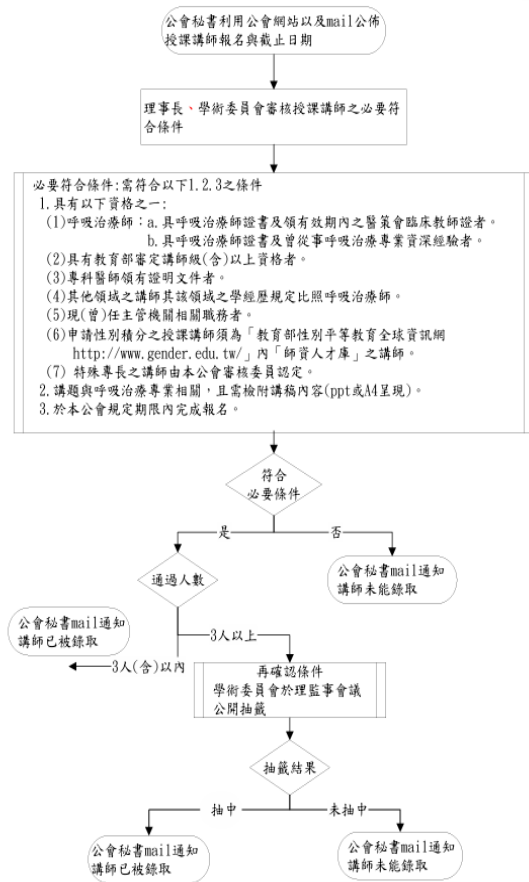 公會秘書利用公會網站以及mail公佈
授課講師報名與截止日期
理事長、學術委員會審核授課講師之必要符
合條件
必要符合條件:需符合以下1.2.3之條件
1.具有以下資格之一:
(1)呼吸治療師：a.具呼吸治療師證書及領有效期內之醫策會臨床教師證者。
b.具呼吸治療師證書及曾從事呼吸治療專業資深經驗者。
(2)具有教育部審定講師級(含)以上資格者。
(3)專科醫師領有證明文件者。
(4)其他領域之講師其該領域之學經歷規定比照呼吸治療師。
(5)現(曾)任主管機關相關職務者。
(6)申請性別積分之授課講師須為「教育部性別平等教育全球資訊網
http://www.gender.edu.tw/」內「師資人才庫」之講師。
(7) 特殊專長之講師由本公會審核委員認定。
2.講題與呼吸治療專業相關，且需檢附講稿內容(ppt或A4呈現)。
3.於本公會規定期限內完成報名。
符合
必要條件
是
否
通過人數
公會秘書mail通知
講師未能錄取
公會秘書mail通知
講師已被錄取
3人以上
3人(含)以內
再確認條件
學術委員會於理監事會議
公開抽籤
抽籤結果
抽中
未抽中
公會秘書mail通知
講師已被錄取
公會秘書mail通知
講師未能錄取